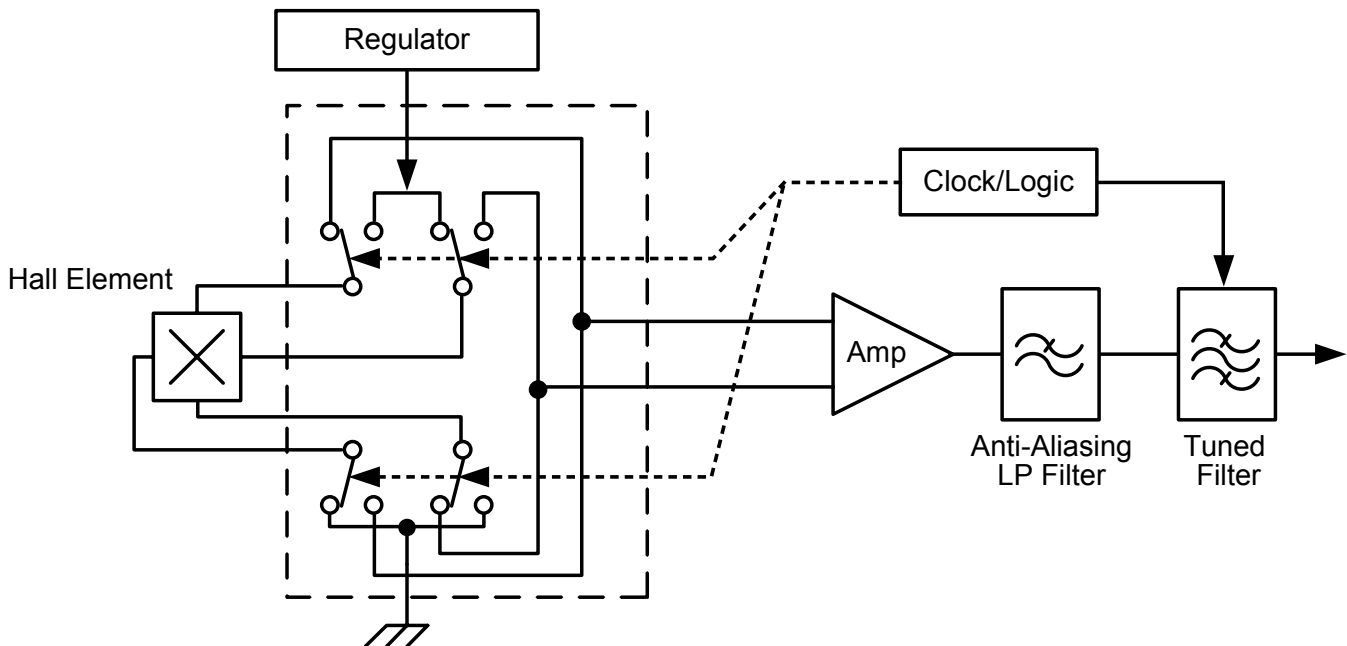 Regulator
Clock/Logic
Hall Element
Amp
Anti-Aliasing
LP Filter
Tuned
Filter